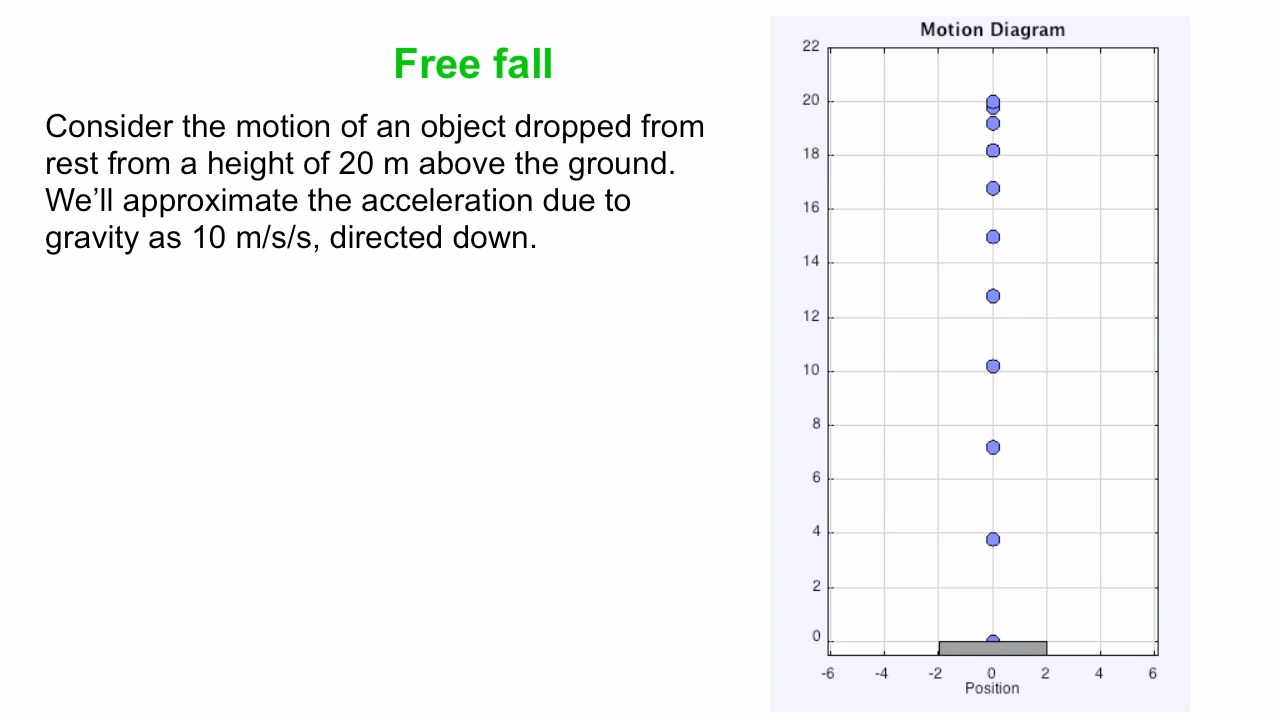 Free fall
Consider the motion of an object dropped from
rest from a height of 20 m above the ground.
We’ll approximate the acceleration due to
gravity as 10 m/s/s, directed down.
Motion Diagram
22
20
18
16
14
12
10
8
6
4
2
0
-6 -4 -2 0 2 4 6
Position